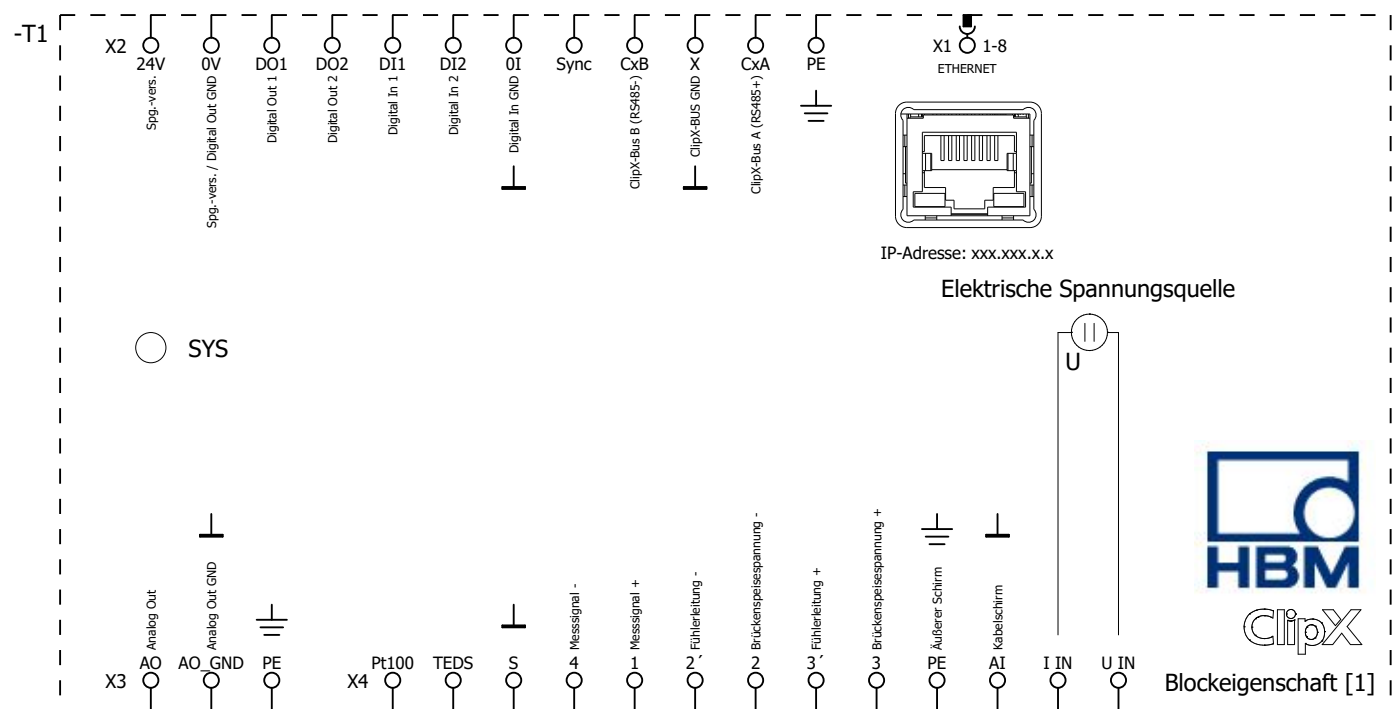 -T1
X2
24V
0V
DO1
DO2
DI1
DI2
0I
Sync
CxB
X
CxA
PE
X1
1-8
ETHERNET
Spg.-vers.
Spg.-vers. / Digital Out GND
Digital Out 1
Digital Out 2
Digital In 1
Digital In 2
Digital In GND
ClipX-Bus B (RS485-)
ClipX-BUS GND
ClipX-Bus A (RS485+)
IP-Adresse: xxx.xxx.x.x
Elektrische Spannungsquelle
U
SYS
HBM
ClipX
Analog Out
Analog Out GND
Messsignal -
Messsignal +
Fühlerleitung -
Brückenspeisespannung -
Fühlerleitung +
Brückenspeisespannung +
Äußerer Schirm
Kabelschirm
X3
AO
AO_GND
PE
X4
Pt100
TEDS
S
4
1
2´
2
3´
3
PE
AI
I IN
U IN
Blockeigenschaft [1]